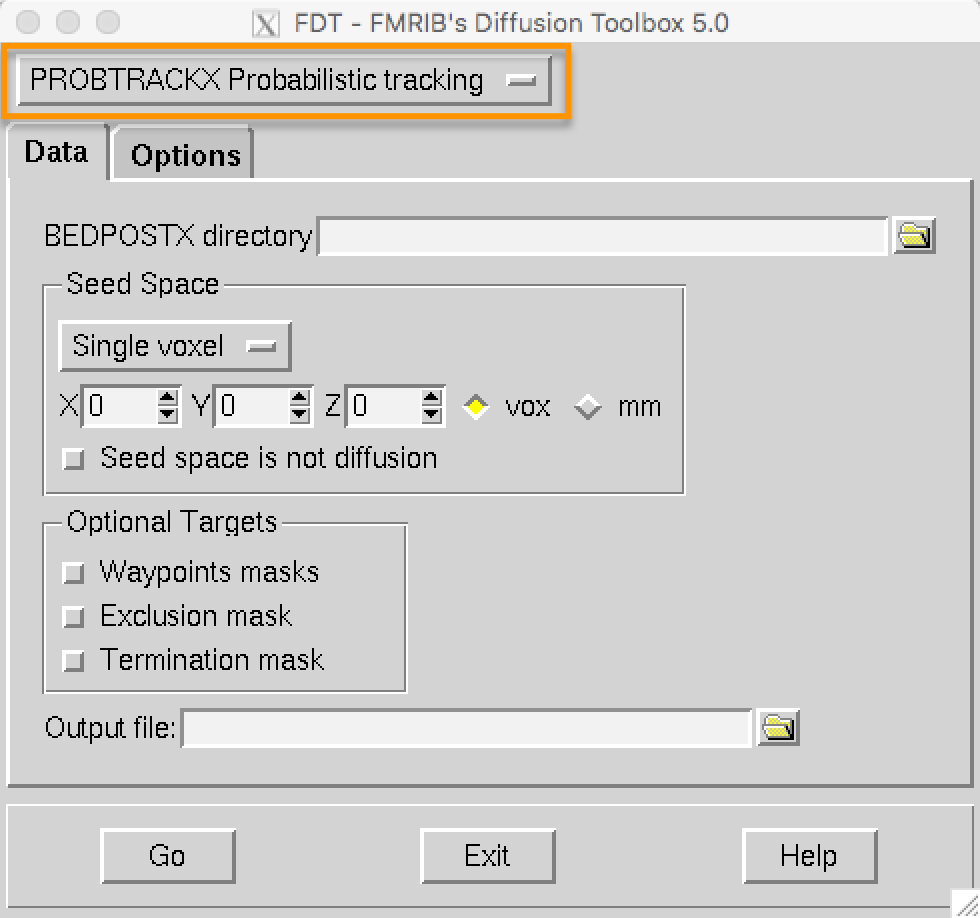 FDT - FMRIB's Diffusion Toolbox 5.0
PROBTRACKX Probabilistic tracking
Data Options
BEDPOSTX directory
Seed Space
Single voxel
X 0 Y 0 Z 0 vox mm
Seed space is not diffusion
Optional Targets
Waypoints masks
Exclusion mask
Termination mask
Output file:
Go Exit Help